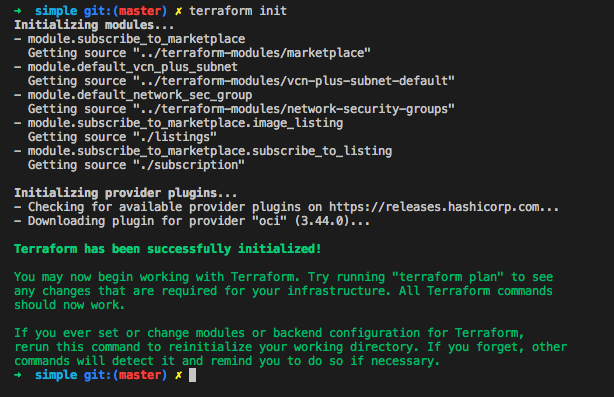 ➜  simple git:(master) ✗ terraform init
Initializing modules...
- module.subscribe_to_marketplace
  Getting source "../terraform-modules/marketplace"
- module.default_vcn_plus_subnet
  Getting source "../terraform-modules/vcn-plus-subnet-default"
- module.default_network_sec_group
  Getting source "../terraform-modules/network-security-groups"
- module.subscribe_to_marketplace.image_listing
  Getting source "./listings"
- module.subscribe_to_marketplace.subscribe_to_listing
  Getting source "./subscription"
Initializing provider plugins...
- Checking for available provider plugins on https://releases.hashicorp.com...
- Downloading plugin for provider "oci" (3.44.0)...
Terraform has been successfully initialized!
You may now begin working with Terraform. Try running "terraform plan" to see
any changes that are required for your infrastructure. All Terraform commands
should now work.
If you ever set or change modules or backend configuration for Terraform,
rerun this command to reinitialize your working directory. If you forget, other
commands will detect it and remind you to do so if necessary.
➜  simple git:(master) ✗